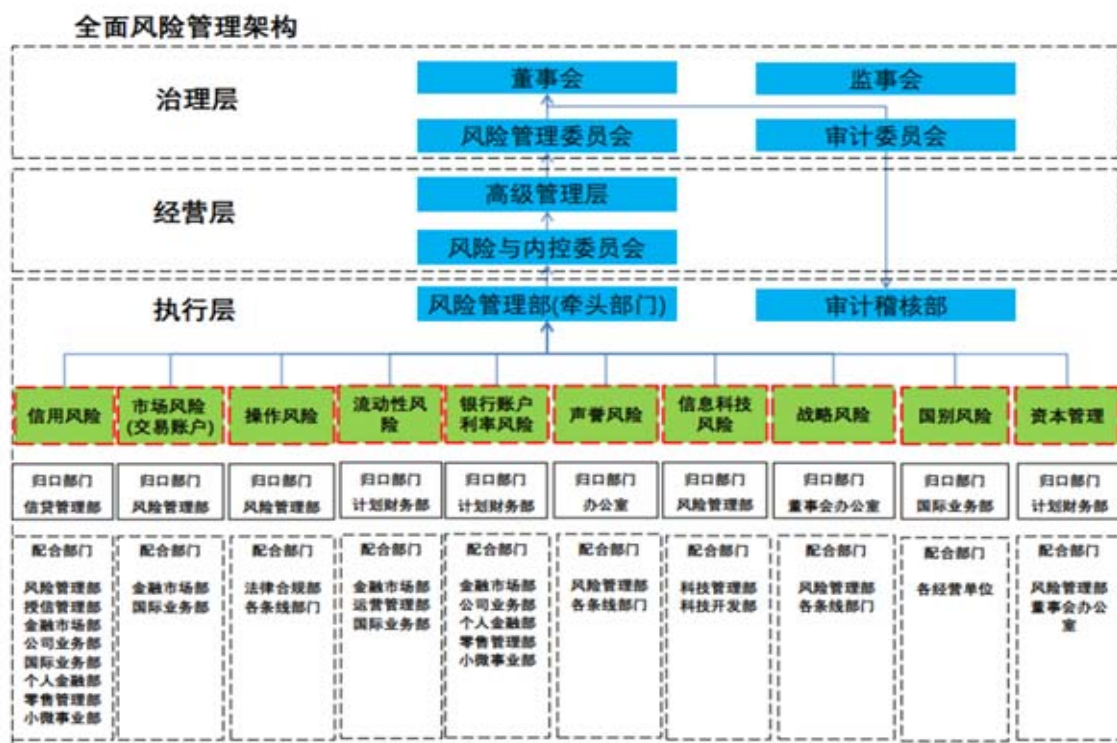 全面风险管理架构
治理层
董事会
监事会
风险管理委员会
审计委员会
经营层
高级管理层
风险与内控委员会
执行层
风险管理部(牵头部门)
审计稽核部
信用风险
市场风险
(交易账户)
操作风险
流动性风
险
银行账户
利率风险
声誉风险
信息科技
风险
战略风险
国别风险
资本管理
归口部门
信贷管理部
归口部门
风险管理部
归口部门
风险管理部
归口部门
计划财务部
归口部门
计划财务部
归口部门
办公室
归口部门
风险管理部
归口部门
董事会办公室
归口部门
国际业务部
归口部门
计划财务部
配合部门
风险管理部
授信管理部
金融市场部
公司业务部
国际业务部
个人金融部
零售管理部
小微事业部
配合部门
金融市场部
国际业务部
配合部门
法律合规部
各条线部门
配合部门
金融市场部
运营管理部
国际业务部
配合部门
金融市场部
公司业务部
个人金融部
零售管理部
小微事业部
配合部门
风险管理部
各条线部门
配合部门
科技管理部
科技开发部
配合部门
风险管理部
各条线部门
配合部门
各经营单位
配合部门
风险管理部
董事会办公
室